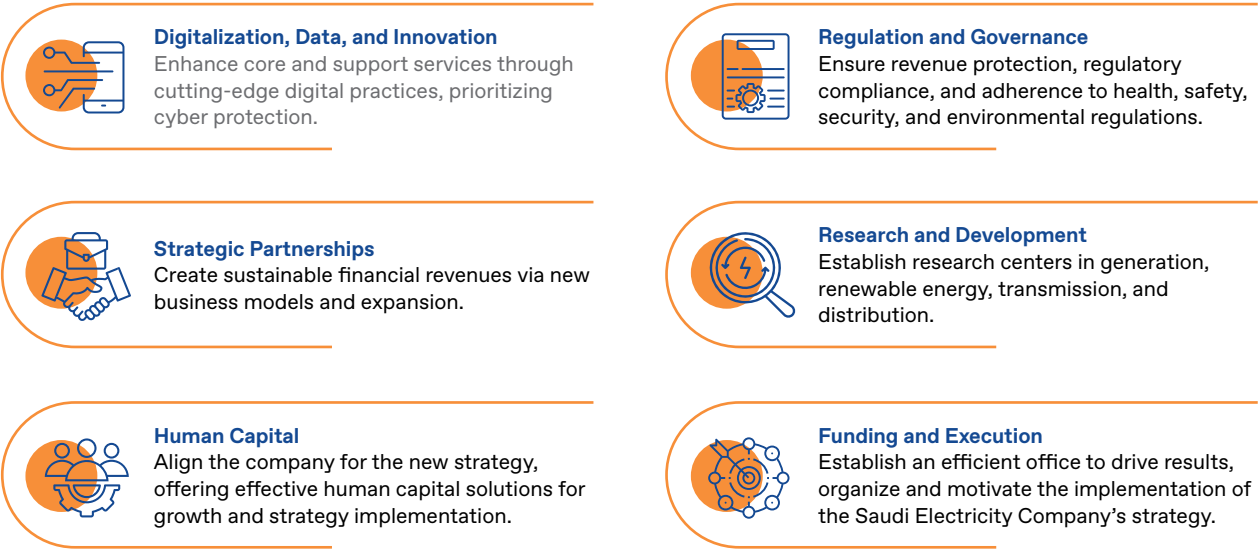 Digitalization, Data, and Innovation
Enhance core and support services through
cutting-edge digital practices, prioritizing
cyber protection.
Regulation and Governance
Ensure revenue protection, regulatory
compliance, and adherence to health, safety,
security, and environmental regulations.
Strategic Partnerships
Create sustainable financial revenues via new
business models and expansion.
Research and Development
Establish research centers in generation,
renewable energy, transmission, and
distribution.
Human Capital
Align the company for the new strategy,
offering effective human capital solutions for
growth and strategy implementation.
Funding and Execution
Establish an efficient office to drive results,
organize and motivate the implementation of
the Saudi Electricity Company’s strategy.